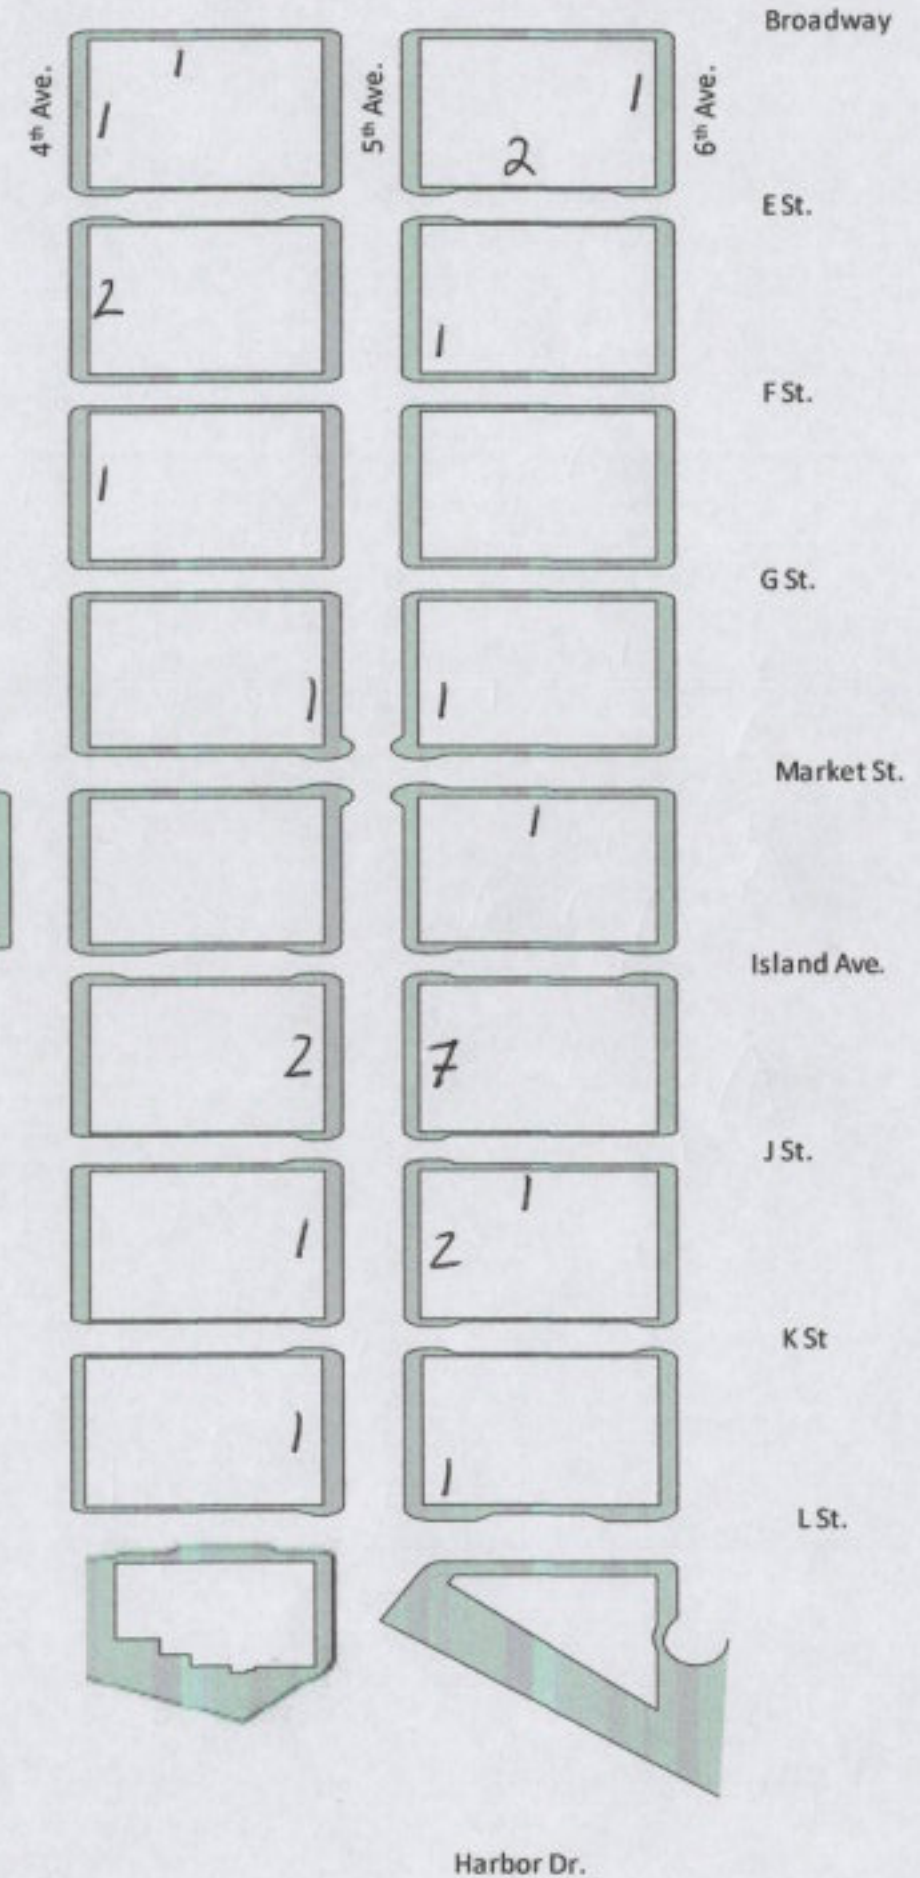 Broadway
4th Ave.
5th Ave.
6th Ave.
1
1
1
2
E St.
2
1
F St.
1
G St.
1
1
Market St.
1
Island Ave.
2
7
J St.
1
1
2
K St
1
1
L St.
Harbor Dr.